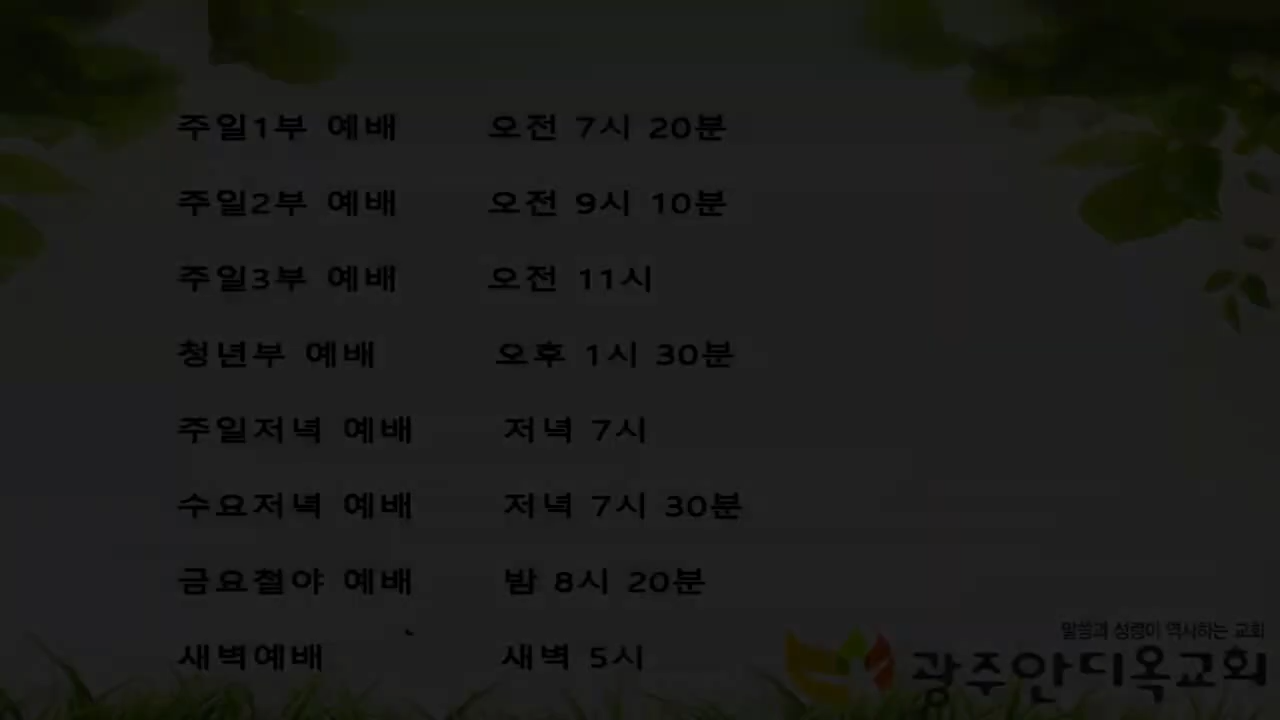 주일1부 예배 오전 7시 20분
주일2부 예배 오전 9시 10분
주일3부 예배 오전 11시
청년부 예배 오후 1시 30분
주일저녁 예배 저녁 7시
수요저녁 예배 저녁 7시 30분
금요철야 예배 밤 8시 20분
새벽예배 새벽 5시
말씀과 성령이 역사하는 교회
광주안디옥교회